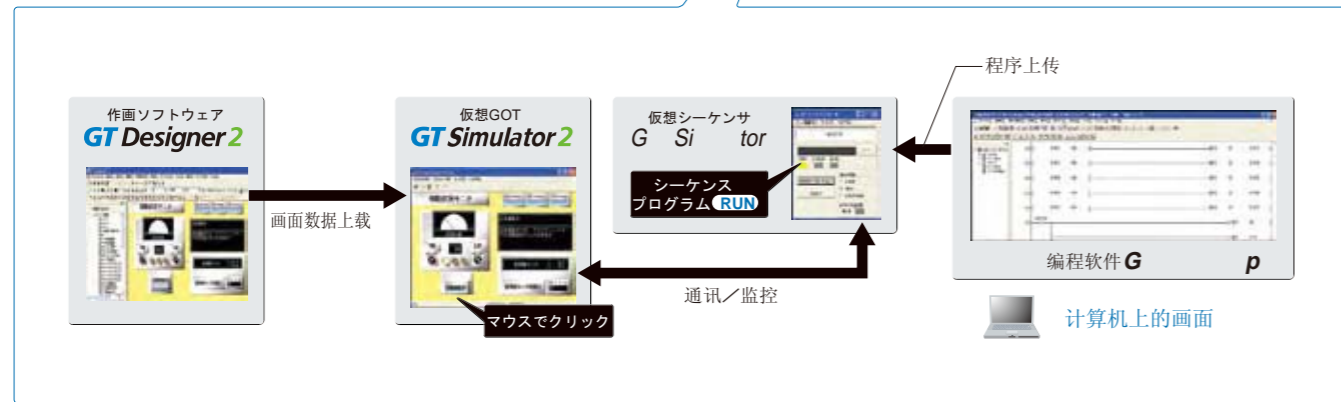 程序上传
作画ソフトウェア
GT Designer 2
仮想GOT
GT Simulator 2
仮想シーケンサ
G Si tor
シーケンス
プログラム RUN
画面数据上载
通讯／监控
マウスでクリック
编程软件 G p
计算机上的画面